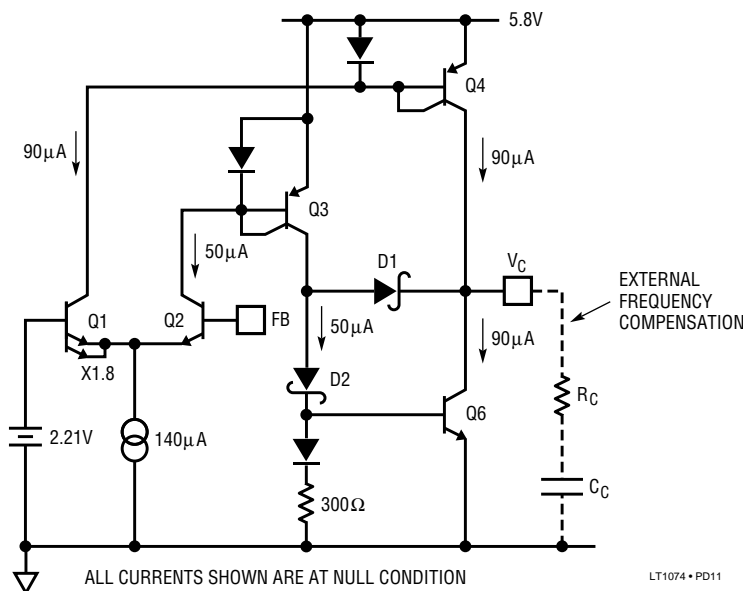 5.8V
Q4
90µA
Q3
90µA
50µA
D1
V_C
EXTERNAL
FREQUENCY
COMPENSATION
Q1
Q2
FB
50µA
90µA
X1.8
D2
Q6
R_C
2.21V
140µA
300Ω
C_C
ALL CURRENTS SHOWN ARE AT NULL CONDITION
LT1074 • PD11